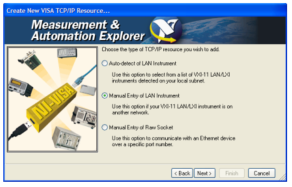 Create New VISA TCP/IP Resource...
Measurement &
Automation Explorer
Choose the type of TCP/IP resource you wish to add.
Auto-detect of LAN Instrument
Use this option to select from a list of VXI-11 LAN/LXI
instruments detected on your local subnet.
Manual Entry of LAN Instrument
Use this option if your VXI-11 LAN/LXI instrument is on
another network.
Manual Entry of Raw Socket
Use this option to communicate with an Ethernet device
over a specific port number.
NI-VISA
< Back
Next >
Finish
Cancel